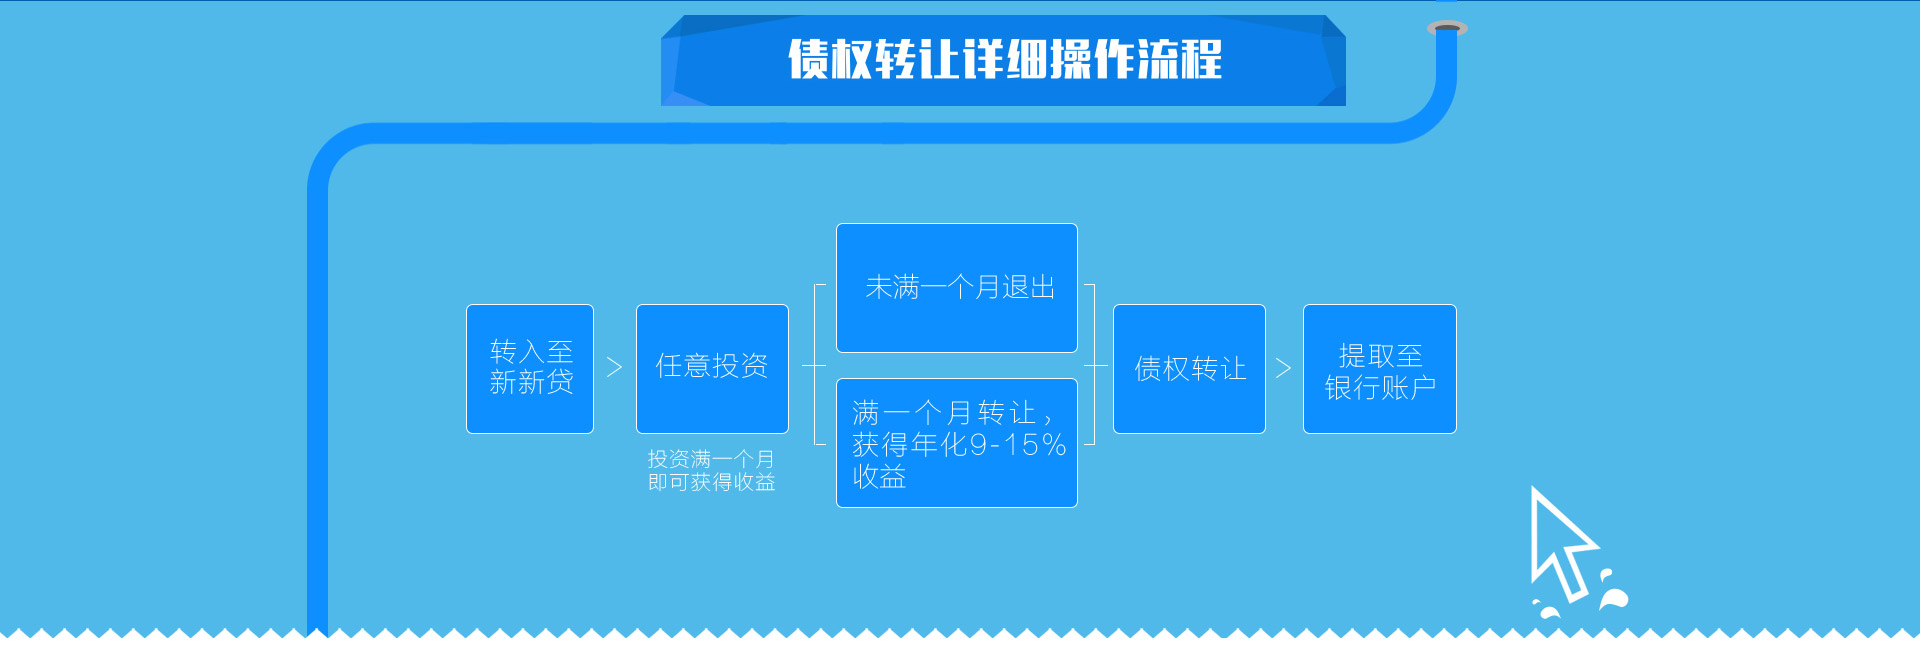 债权转让详细操作流程
转入至
新新贷
>
任意投资
投资满一个月
即可获得收益
未满一个月退出
满一个月转让，
获得年化9-15%
收益
债权转让
>
提取至
银行账户